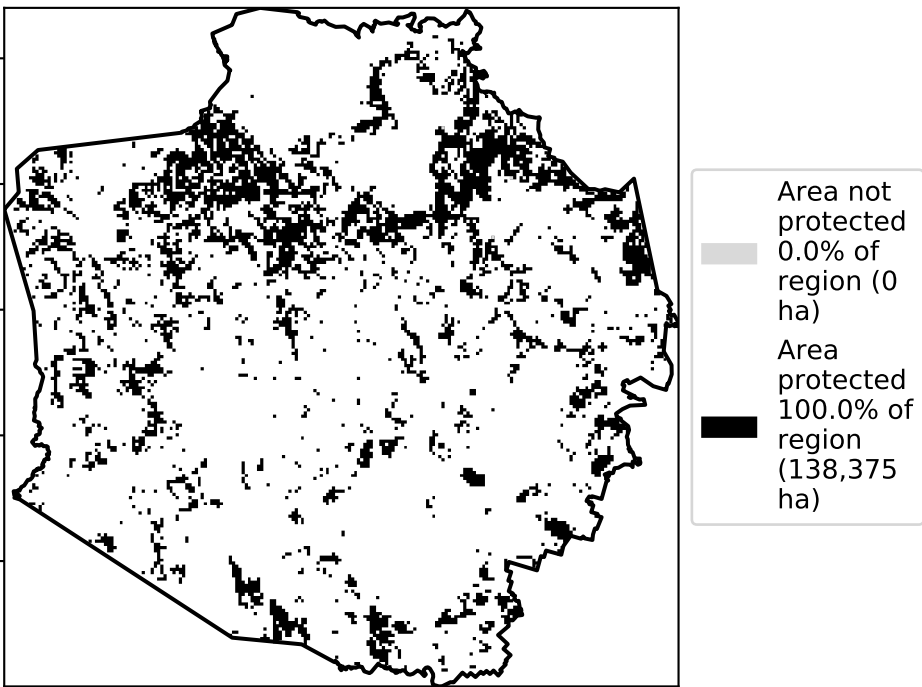 Area not
protected
0.0% of
region (0
ha)
Area
protected
100.0% of
region
(138,375
ha)